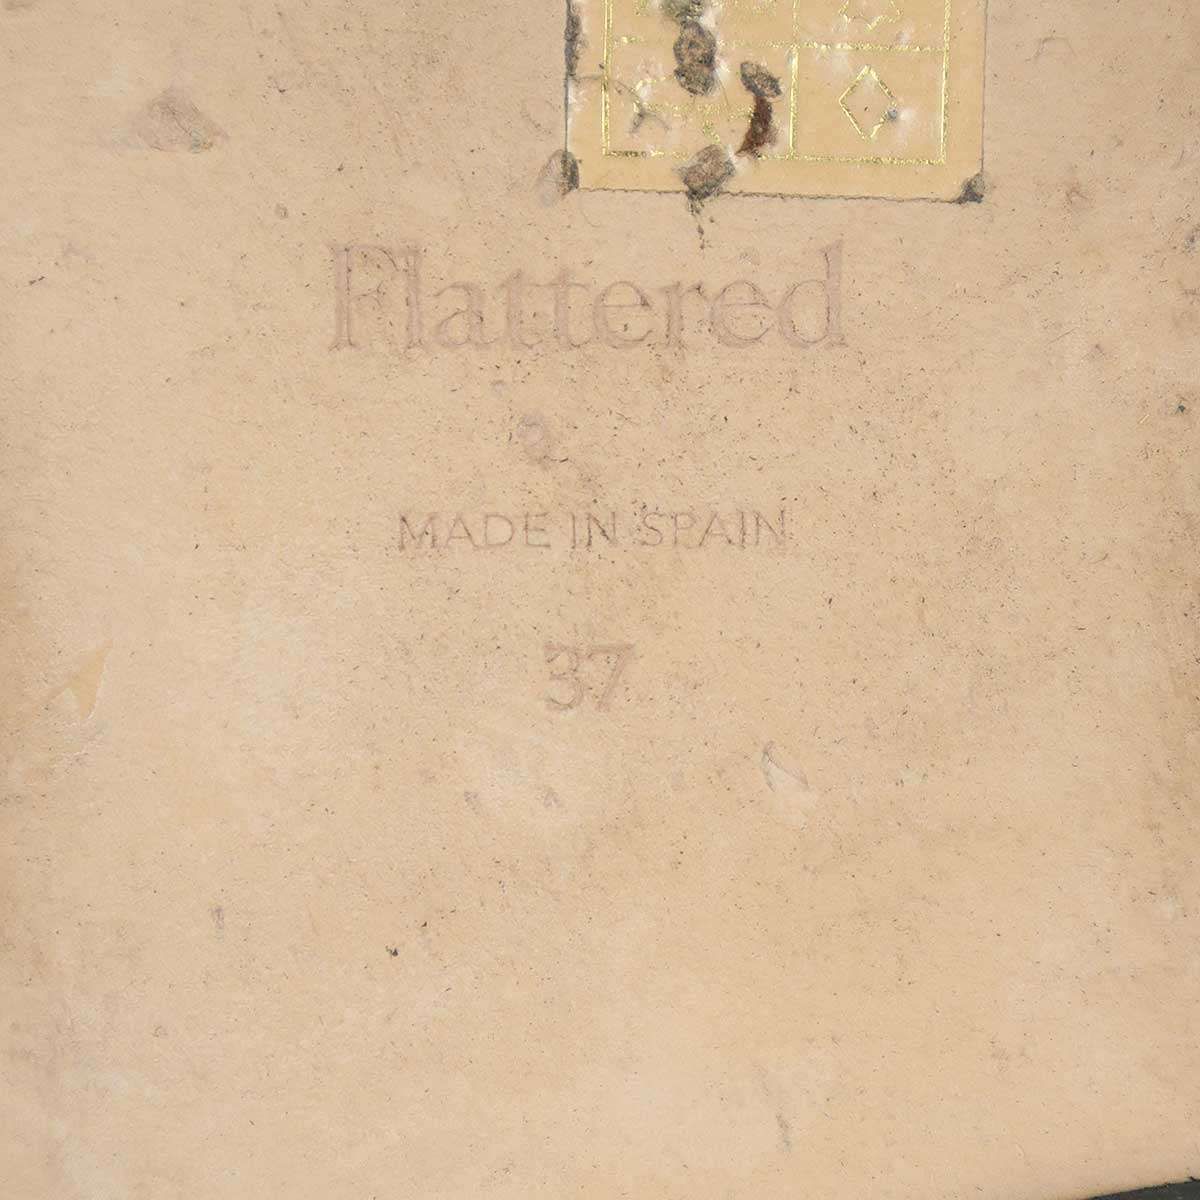 Flattered
MADE IN SPAIN
37